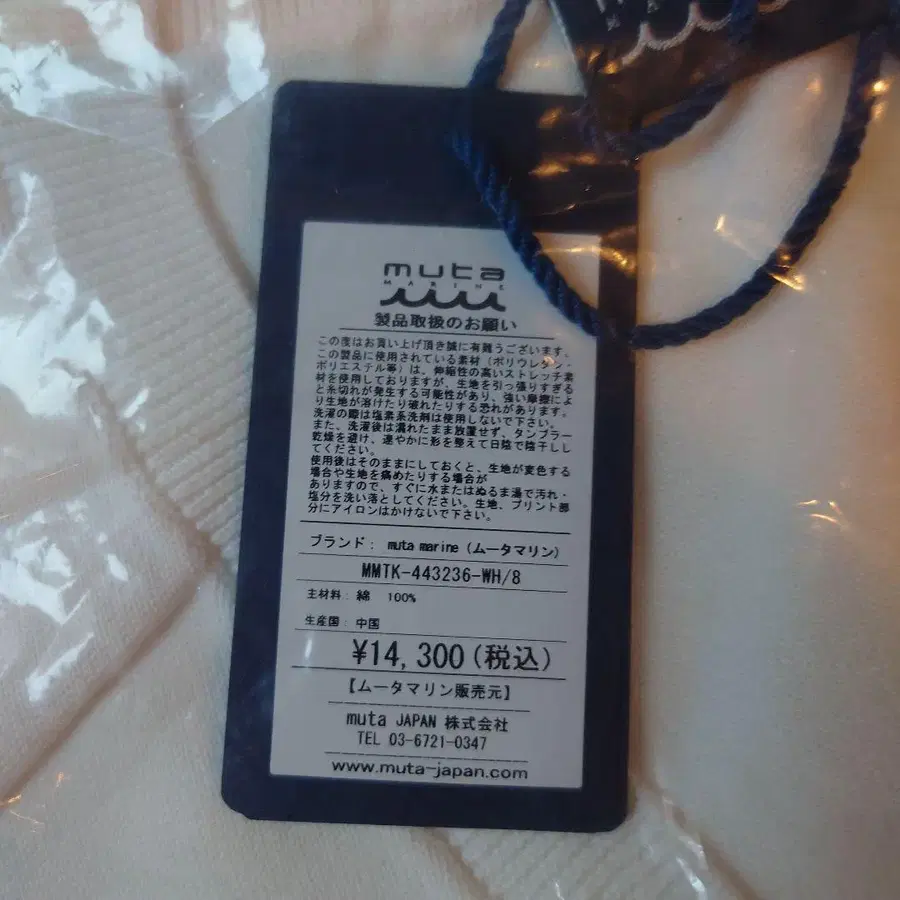 muta
MARINE
製品取扱のお願い
この度はお買い上げ頂き誠に有難うございます。
この製品に使用されている素材（ポリウレタン・
ポリエステル等）は、伸縮性の高いストレッチ素
材を使用しておりますが、生地を引っ張りすぎる
と糸切れが発生する可能性があり、強い摩擦によ
り生地が溶けたり破れたりする恐れがあります。
洗濯の際は塩素系洗剤は使用しないで下さい。
また、洗濯後は濡れたまま放置せず、タンブラー
乾燥を避け、速やかに形を整えて日陰で陰干しし
てください。
使用後はそのままにしておくと、生地が変色する
場合や生地を痛めたりする場合が
ありますので、すぐに水またはぬるま湯で汚れ・
塩分を洗い落としてください。生地、プリント部
分にアイロンはかけないで下さい。
ブランド： muta marine（ムータマリン）
MMTK-443236-WH/8
主材料：綿 100%
生産国：中国
¥14,300(税込)
【ムータマリン販売元】
muta JAPAN 株式会社
TEL 03-6721-0347
www.muta-japan.com